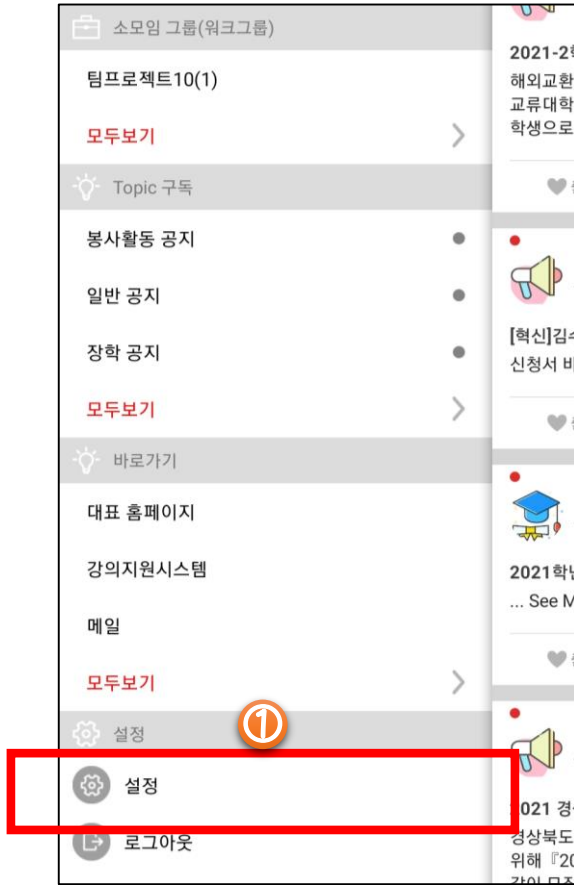 소모임 그룹(워크그룹)
팀프로젝트10(1)
모두보기
Topic 구독
봉사활동 공지
일반 공지
장학 공지
모두보기
바로가기
대표 홈페이지
강의지원시스템
메일
모두보기
설정
①
설정
로그아웃
2021-2
해외교환
교류대학
학생으로
[혁신]김
신청서
2021학
... See
021 경
경상북도
위해 『20
같이